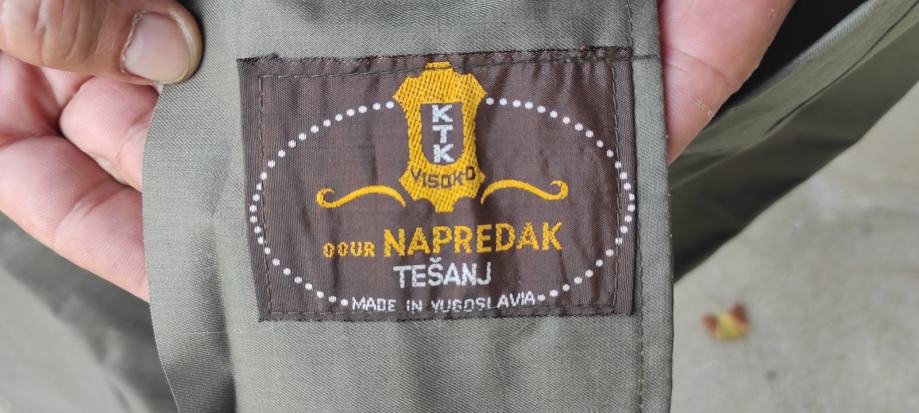 KTK
VISOKO
OOUR NAPREDAK
TEŠANJ
MADE IN YUGOSLAVIA